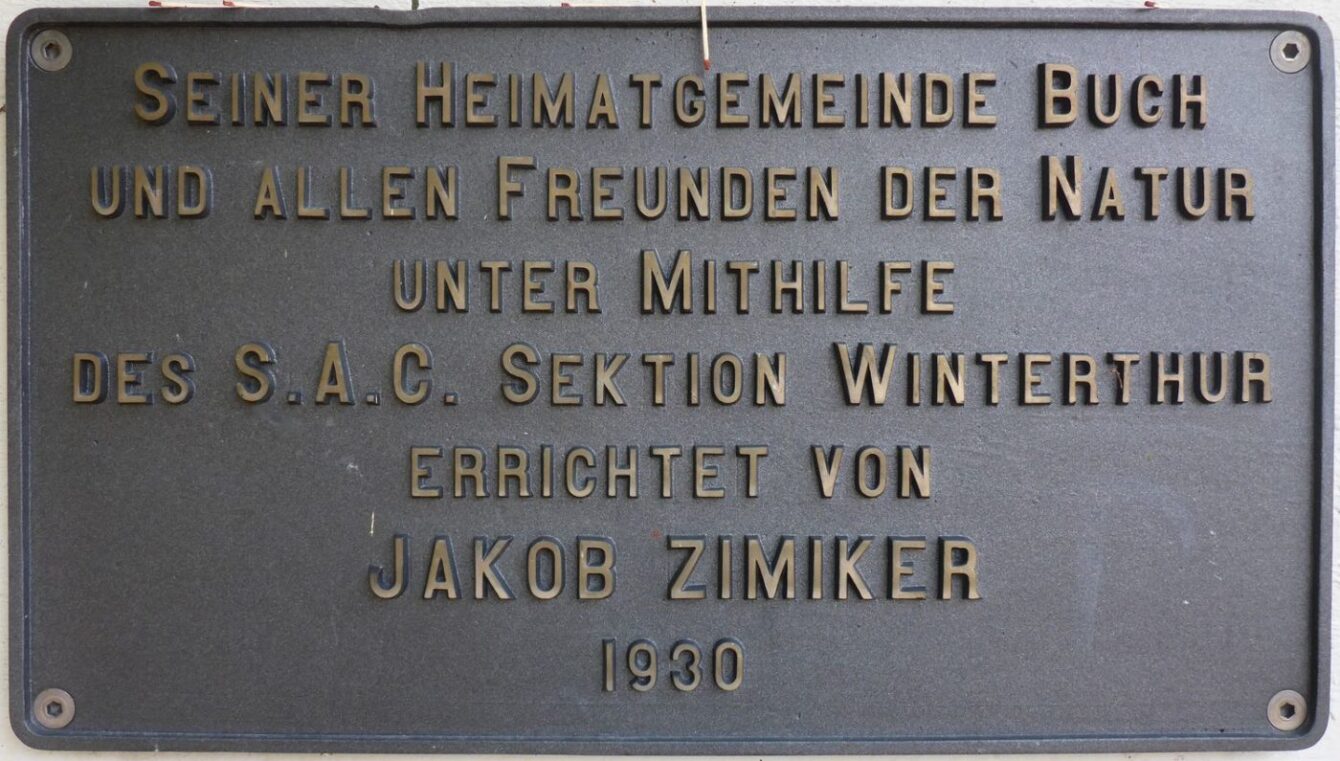 Seiner Heimatgemeinde Buch
und allen Freunden der Natur
unter Mithilfe
des S.A.C. Sektion Winterthur
errichtet von
JAKOB ZIMIKER
1930